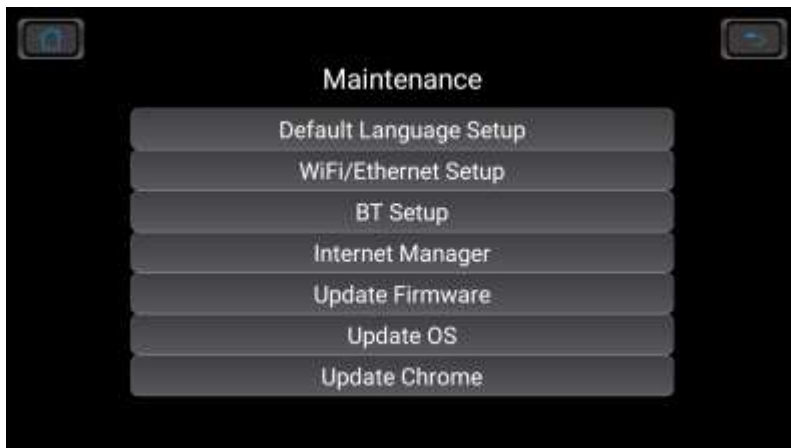 Maintenance
Default Language Setup
WiFi/Ethernet Setup
BT Setup
Internet Manager
Update Firmware
Update OS
Update Chrome